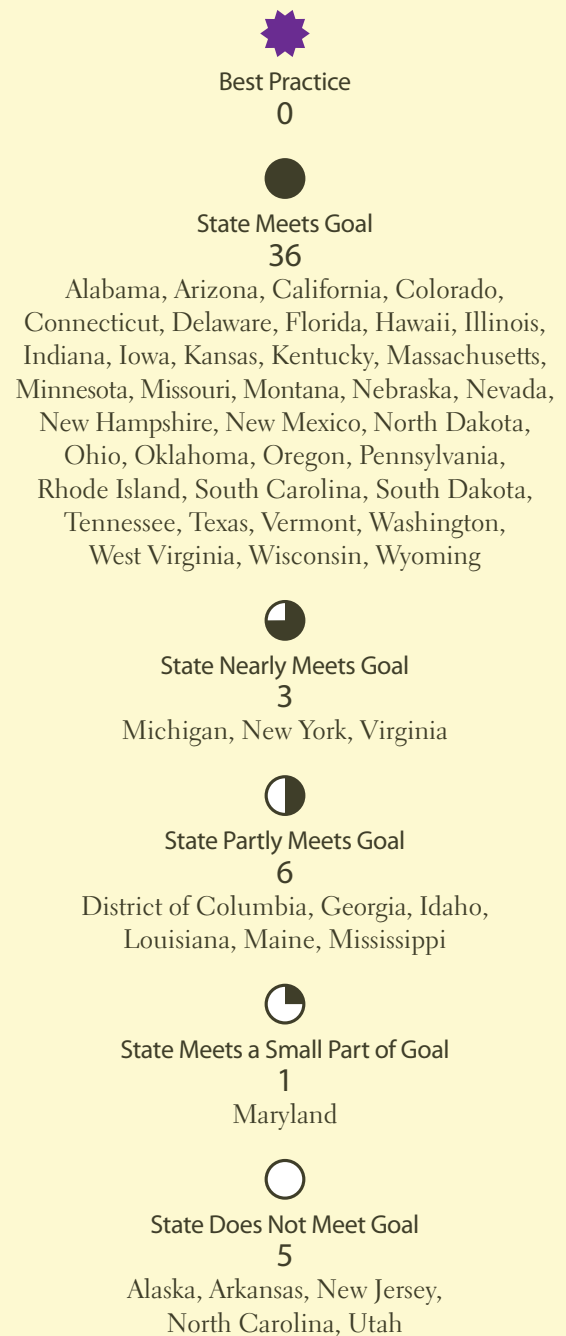 Best Practice
0
State Meets Goal
36
Alabama, Arizona, California, Colorado,
Connecticut, Delaware, Florida, Hawaii, Illinois,
Indiana, Iowa, Kansas, Kentucky, Massachusetts,
Minnesota, Missouri, Montana, Nebraska, Nevada,
New Hampshire, New Mexico, North Dakota,
Ohio, Oklahoma, Oregon, Pennsylvania,
Rhode Island, South Carolina, South Dakota,
Tennessee, Texas, Vermont, Washington,
West Virginia, Wisconsin, Wyoming
State Nearly Meets Goal
3
Michigan, New York, Virginia
State Partly Meets Goal
6
District of Columbia, Georgia, Idaho,
Louisiana, Maine, Mississippi
State Meets a Small Part of Goal
1
Maryland
State Does Not Meet Goal
5
Alaska, Arkansas, New Jersey,
North Carolina, Utah